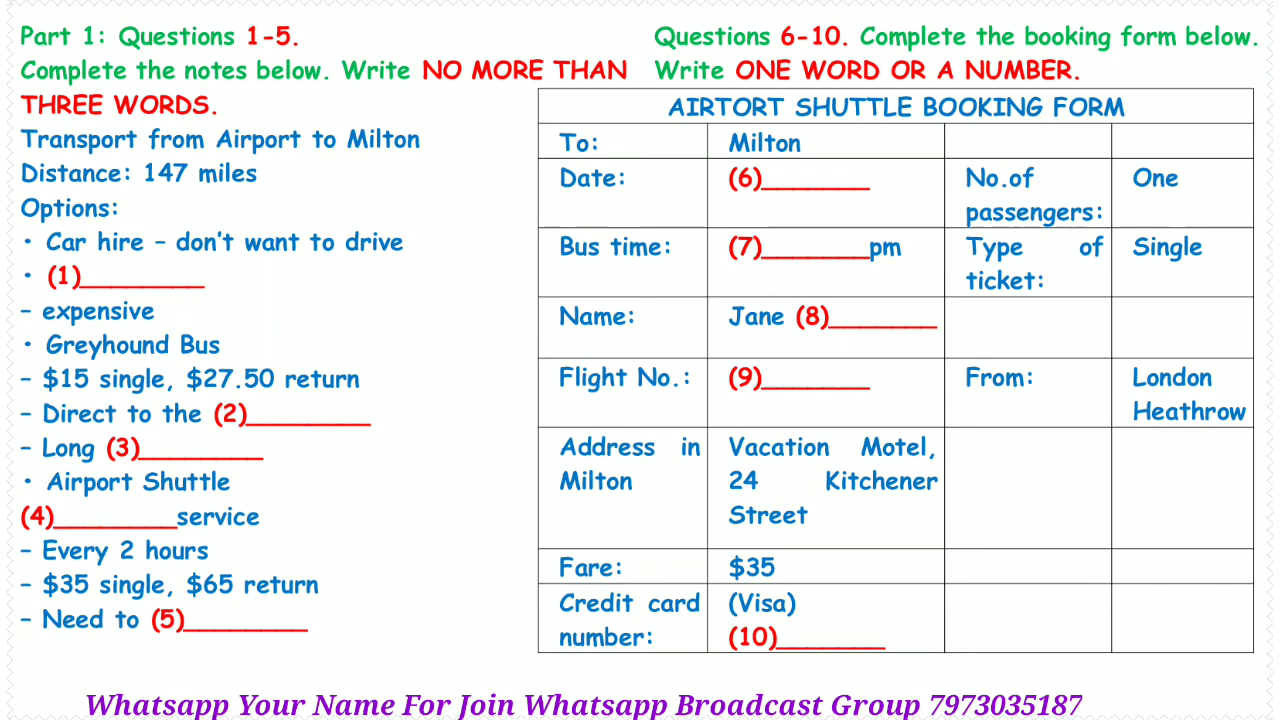 Part 1: Questions 1-5.
Complete the notes below. Write NO MORE THAN
THREE WORDS.
Transport from Airport to Milton
Distance: 147 miles
Options:
• Car hire – don't want to drive
• (1)________
– expensive
• Greyhound Bus
– $15 single, $27.50 return
– Direct to the (2)________
– Long (3)________
• Airport Shuttle
(4)________service
– Every 2 hours
– $35 single, $65 return
– Need to (5)________
Questions 6-10. Complete the booking form below.
Write ONE WORD OR A NUMBER.
AIRTORT SHUTTLE BOOKING FORM
To: Milton
Date: (6)_______ No.of passengers: One
Bus time: (7)_______pm Type of ticket: Single
Name: Jane (8)_______
Flight No.: (9)_______ From: London Heathrow
Address in Milton Vacation Motel, 24 Kitchener Street
Fare: $35
Credit card number: (Visa) (10)_______
Whatsapp Your Name For Join Whatsapp Broadcast Group 7973035187